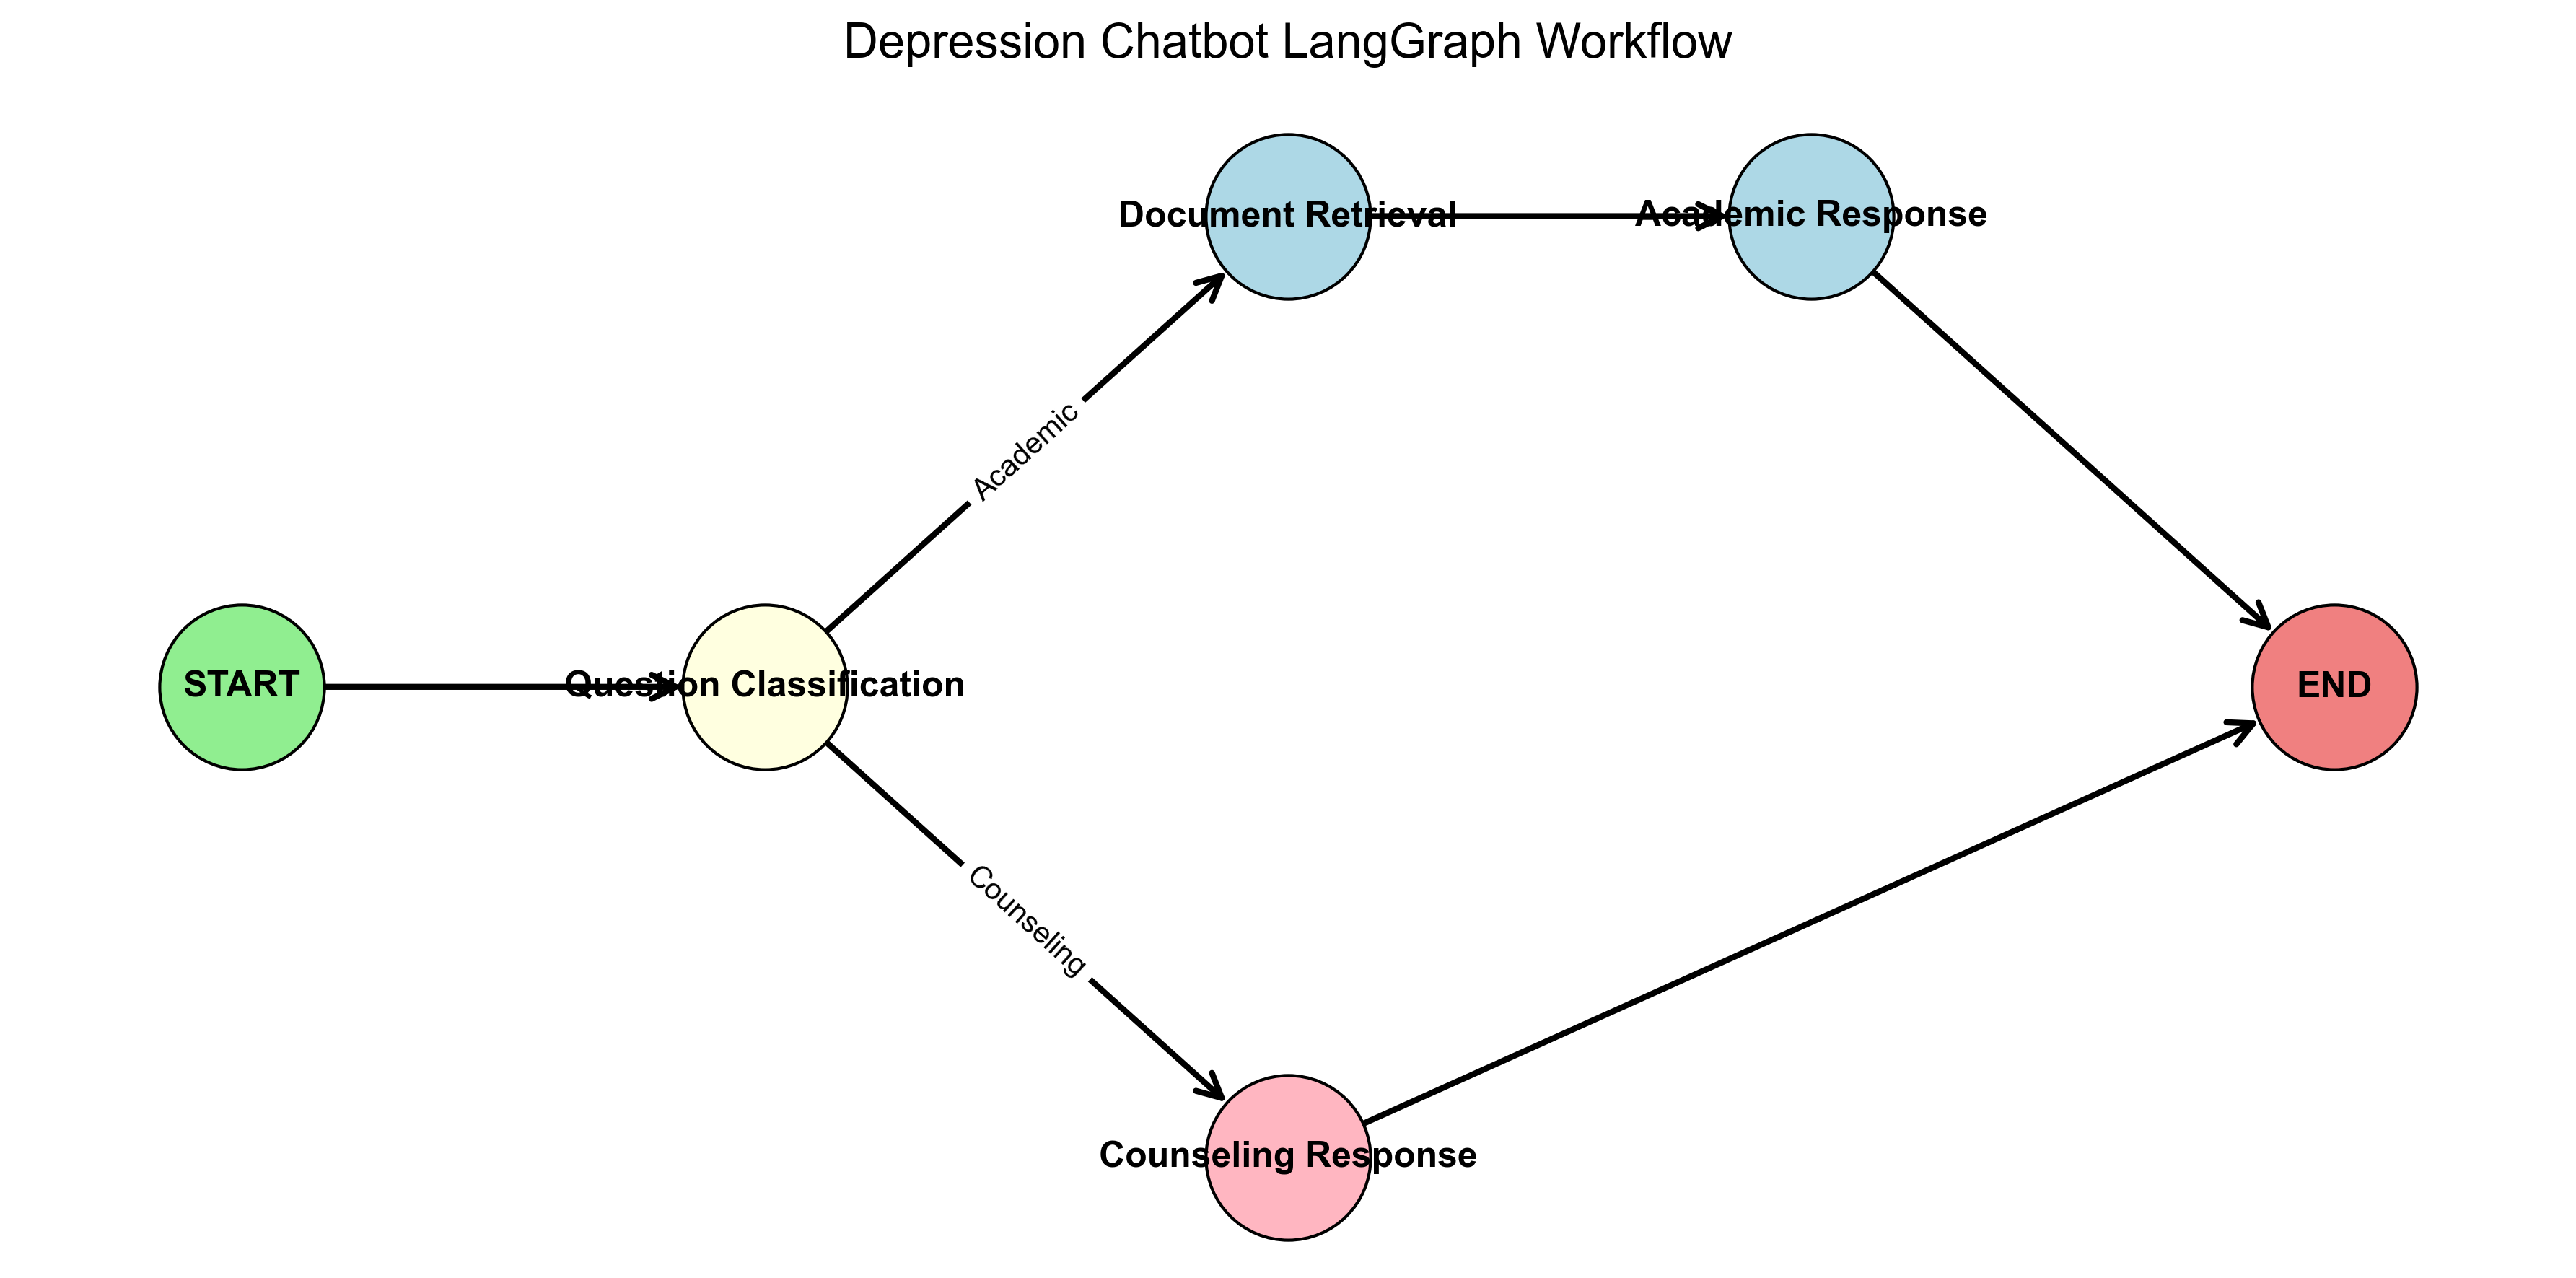 Depression Chatbot LangGraph Workflow
Document Retrieval
Academic Response
Academic
START
Question Classification
END
Counseling
Counseling Response